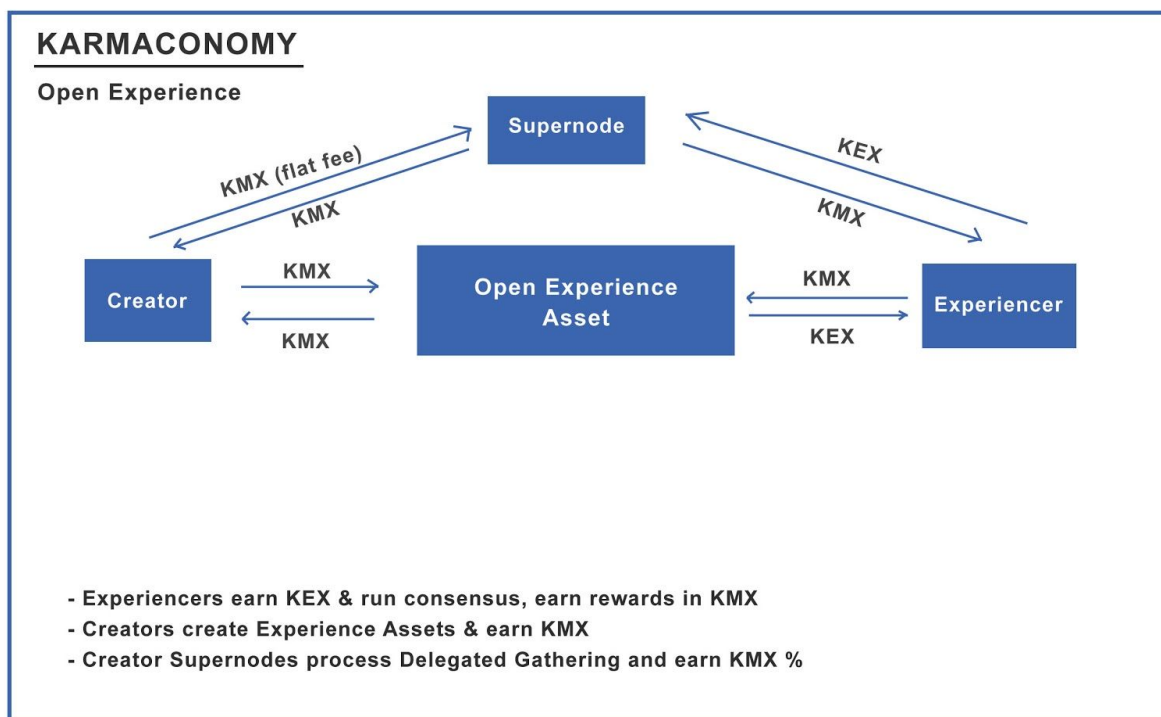 KARMACONOMY
Open Experience
Supernode
KMX (flat fee)
KMX
KEX
KMX
Creator
KMX
KMX
Open Experience
Asset
KMX
KEX
Experiencer
- Experiencers earn KEX & run consensus, earn rewards in KMX
- Creators create Experience Assets & earn KMX
- Creator Supernodes process Delegated Gathering and earn KMX %